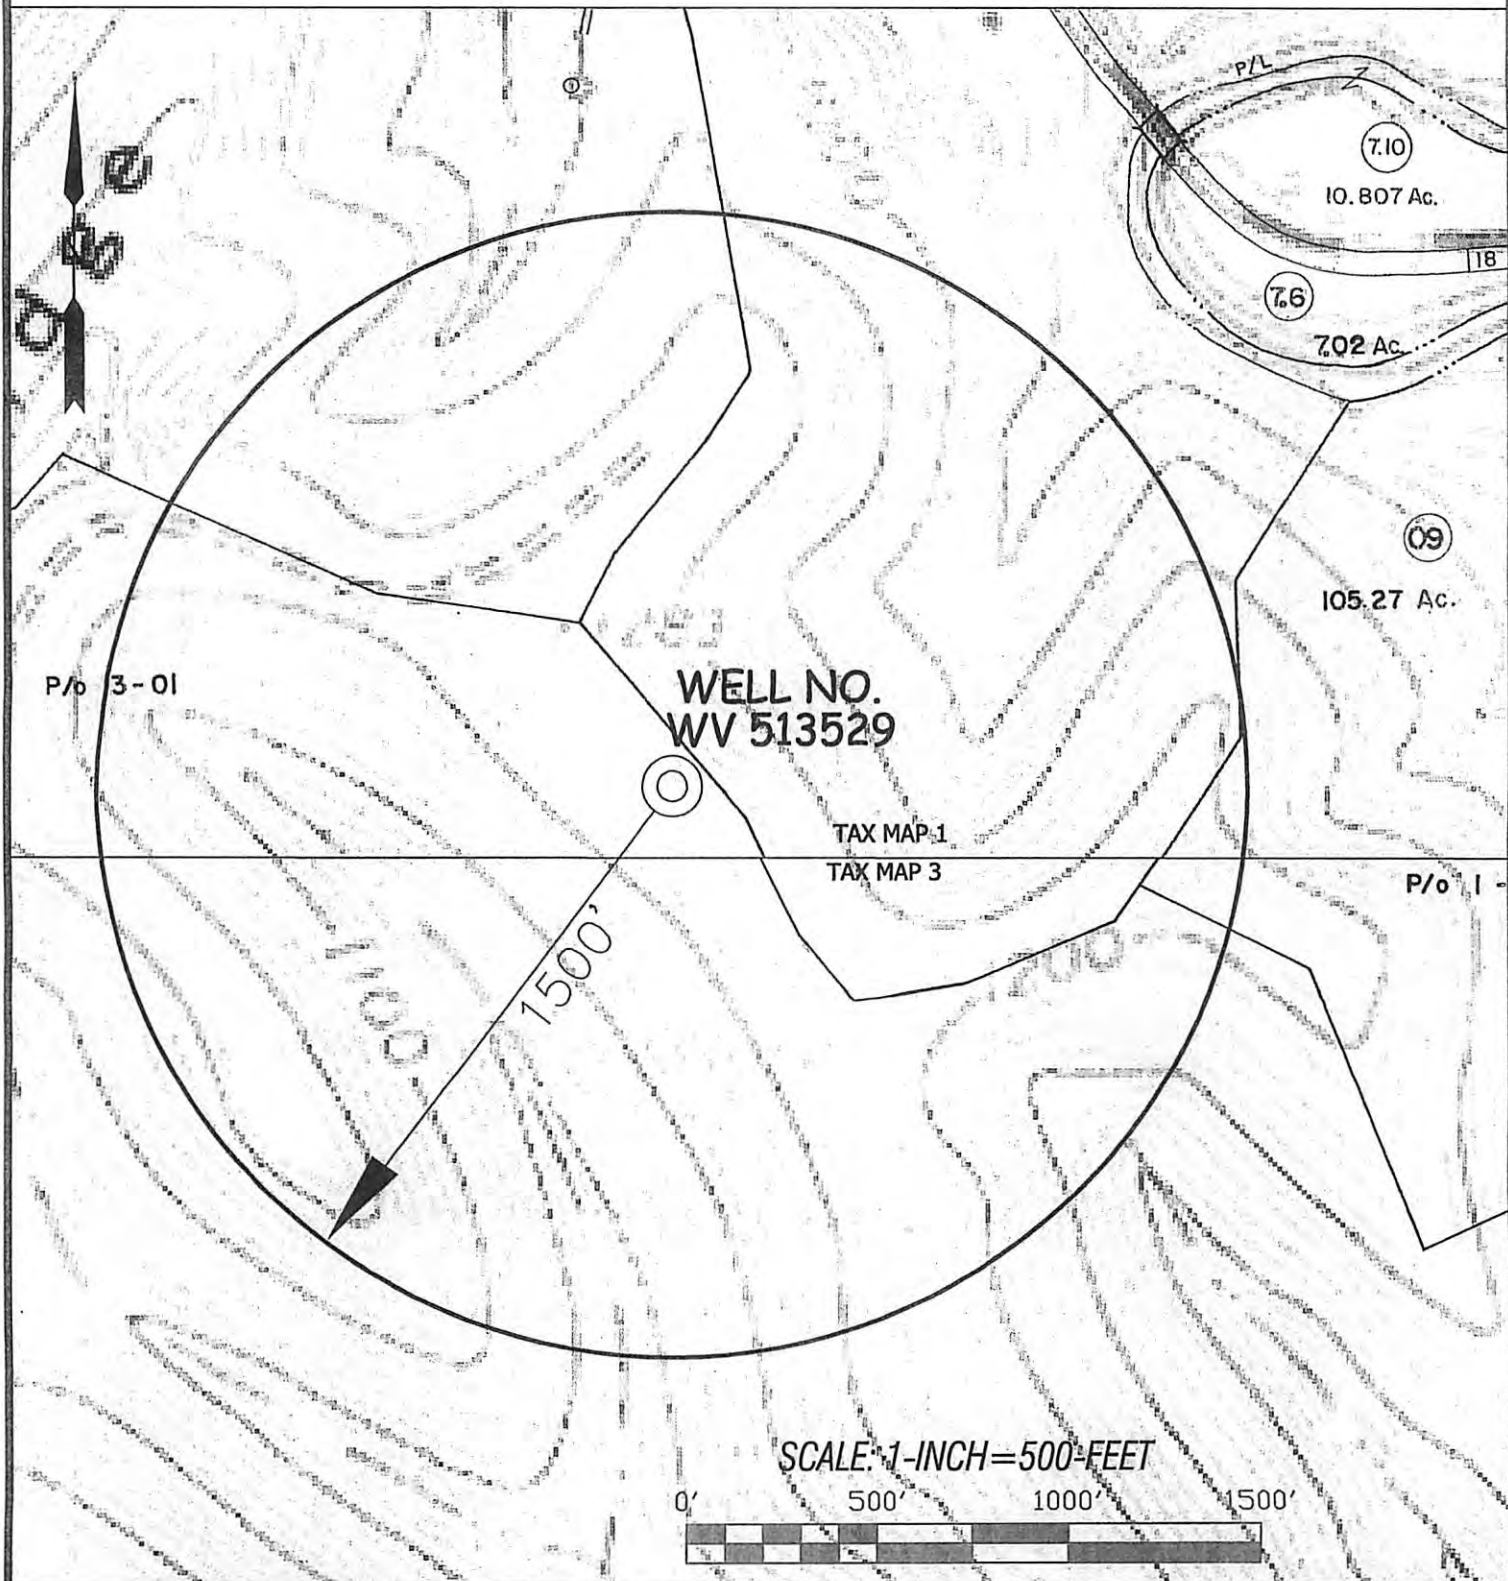 P/L
7.10
10.807 Ac.
18
7.6
7.02 Ac.
09
105.27 Ac.
P/o 3-01
WELL NO.
WV 513529
TAX MAP 1
TAX MAP 3
P/o 1 -
1500'
1200
SCALE: 1-INCH=500-FEET
0' 500' 1000' 1500'